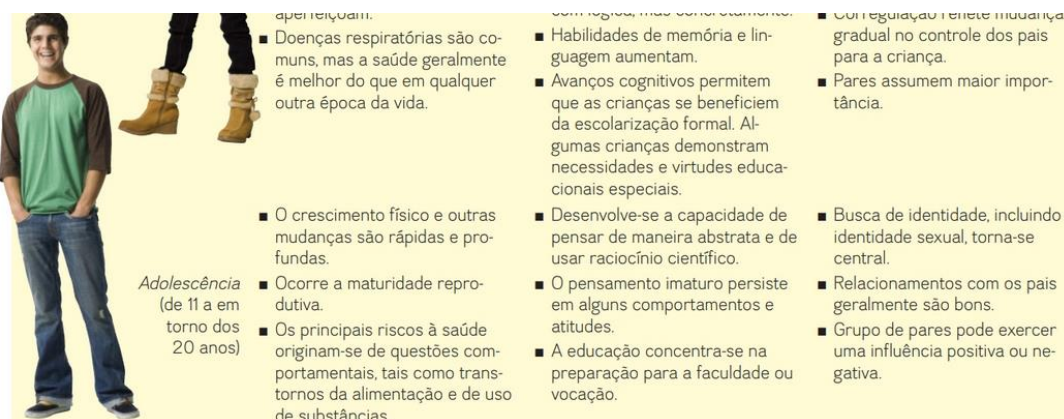 aperfeiçoam.
■ Doenças respiratórias são co-
muns, mas a saúde geralmente
é melhor do que em qualquer
outra época da vida.
com lógica, mas concretamente.
■ Habilidades de memória e lin-
guagem aumentam.
■ Avanços cognitivos permitem
que as crianças se beneficiem
da escolarização formal. Al-
gumas crianças demonstram
necessidades e virtudes educa-
cionais especiais.
■ Corregulação reflete mudança
gradual no controle dos pais
para a criança.
■ Pares assumem maior impor-
tância.
Adolescência
(de 11 a em
torno dos
20 anos)
■ O crescimento físico e outras
mudanças são rápidas e pro-
fundas.
■ Ocorre a maturidade repro-
dutiva.
■ Os principais riscos à saúde
originam-se de questões com-
portamentais, tais como trans-
tornos da alimentação e de uso
de substâncias.
■ Desenvolve-se a capacidade de
pensar de maneira abstrata e de
usar raciocínio científico.
■ O pensamento imaturo persiste
em alguns comportamentos e
atitudes.
■ A educação concentra-se na
preparação para a faculdade ou
vocação.
■ Busca de identidade, incluindo
identidade sexual, torna-se
central.
■ Relacionamentos com os pais
geralmente são bons.
■ Grupo de pares pode exercer
uma influência positiva ou ne-
gativa.